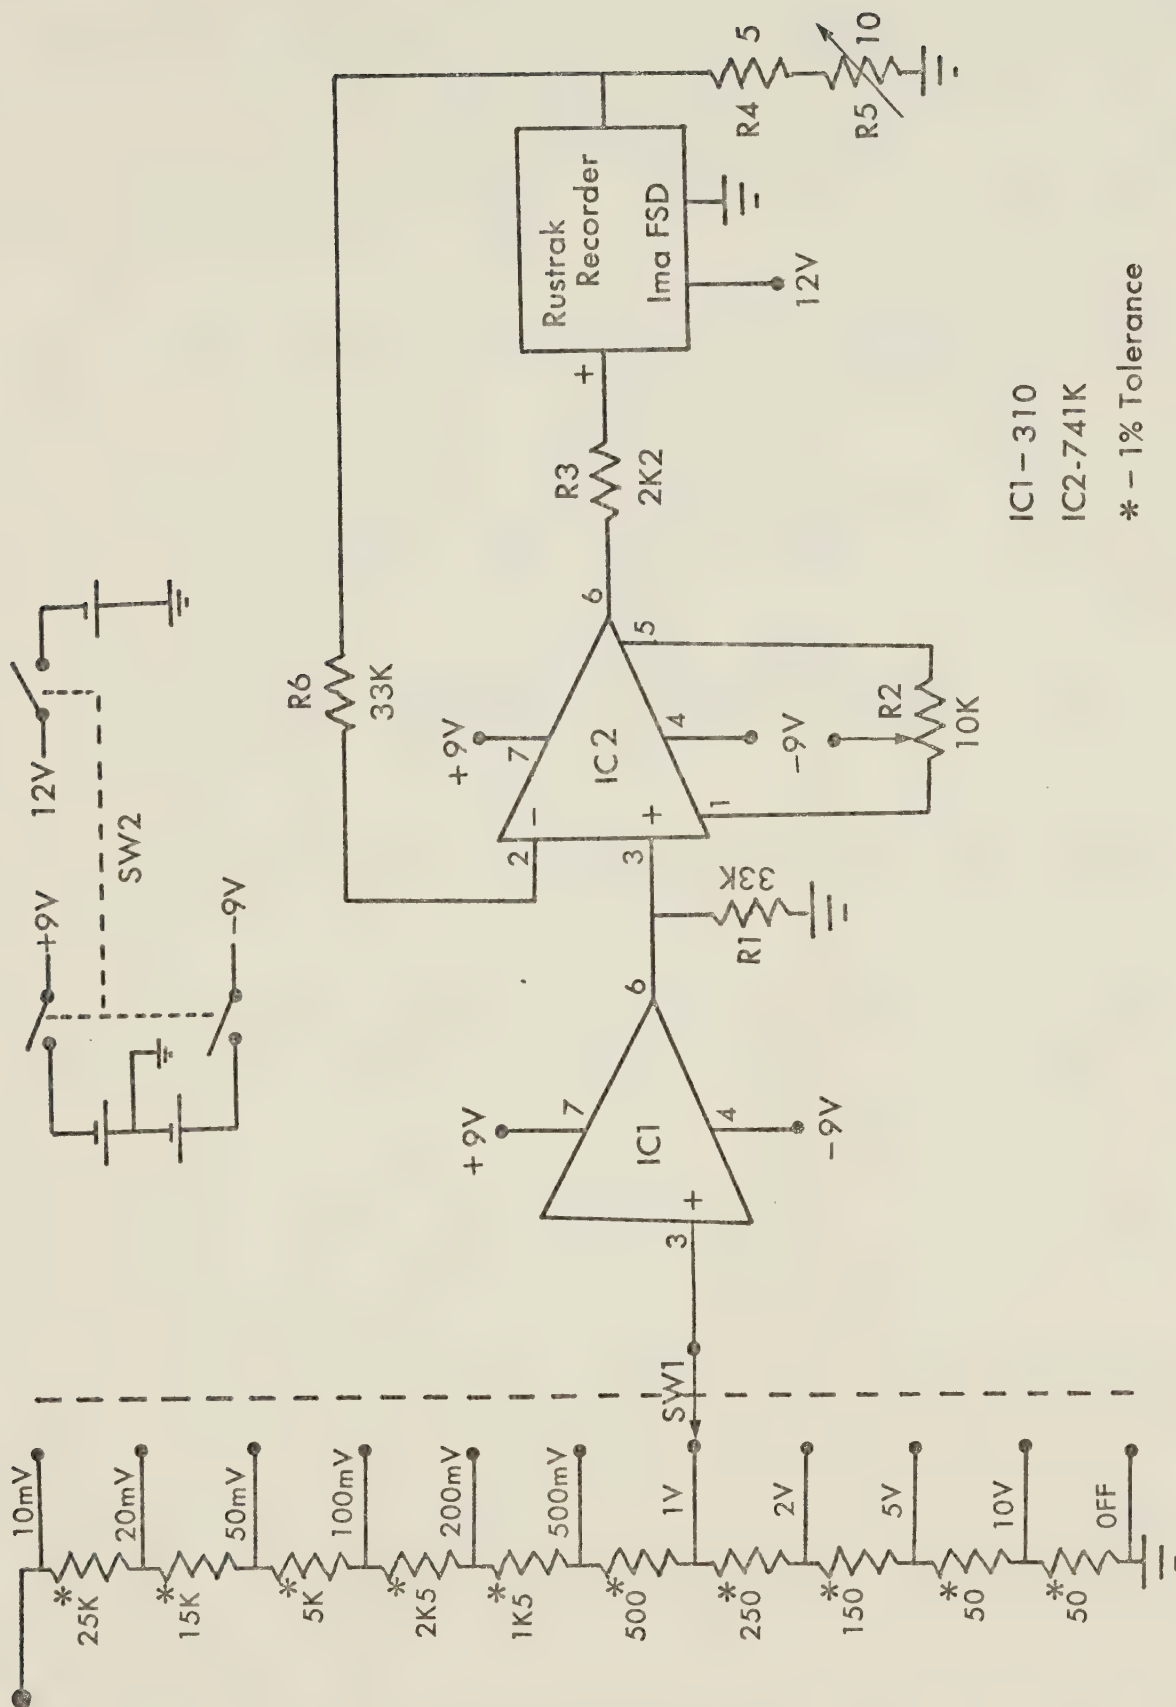 12V
SW2
+9V
-9V
R6
33K
Rustrak
Recorder
Ima FSD
+
12V
R4
5
R5
10
R3
2K2
+9V
7
2
-
IC2
6
3
+
4
5
1
-9V
R2
10K
R1
33K
+9V
7
IC1
6
3
+
4
-9V
SW1
10mV
20mV
50mV
100mV
200mV
500mV
1V
2V
5V
10V
OFF
*
25K
*
15K
*
5K
*
2K5
*
1K5
*
500
*
250
*
150
*
50
*
50
IC1-310
IC2-741K
* - 1% Tolerance